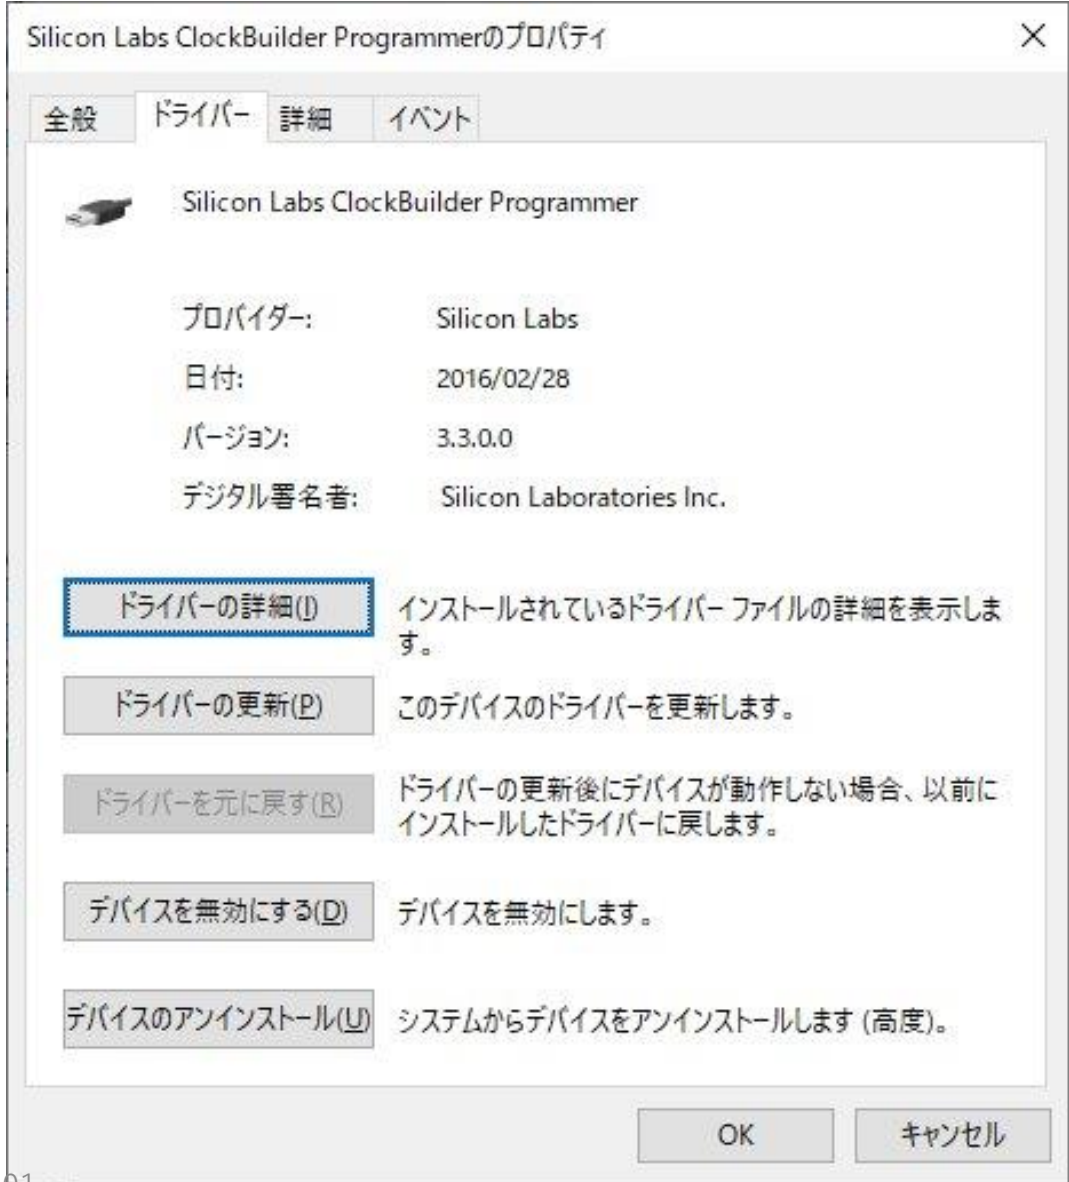 Silicon Labs ClockBuilder Programmerのプロパティ
全般
ドライバー
詳細
イベント
Silicon Labs ClockBuilder Programmer
プロバイダー:
Silicon Labs
日付:
2016/02/28
バージョン:
3.3.0.0
デジタル署名者:
Silicon Laboratories Inc.
ドライバーの詳細(I)
インストールされているドライバー ファイルの詳細を表示しま
す。
ドライバーの更新(P)
このデバイスのドライバーを更新します。
ドライバーを元に戻す(R)
ドライバーの更新後にデバイスが動作しない場合、以前に
インストールしたドライバーに戻します。
デバイスを無効にする(D)
デバイスを無効にします。
デバイスのアンインストール(U)
システムからデバイスをアンインストールします (高度)。
OK
キャンセル